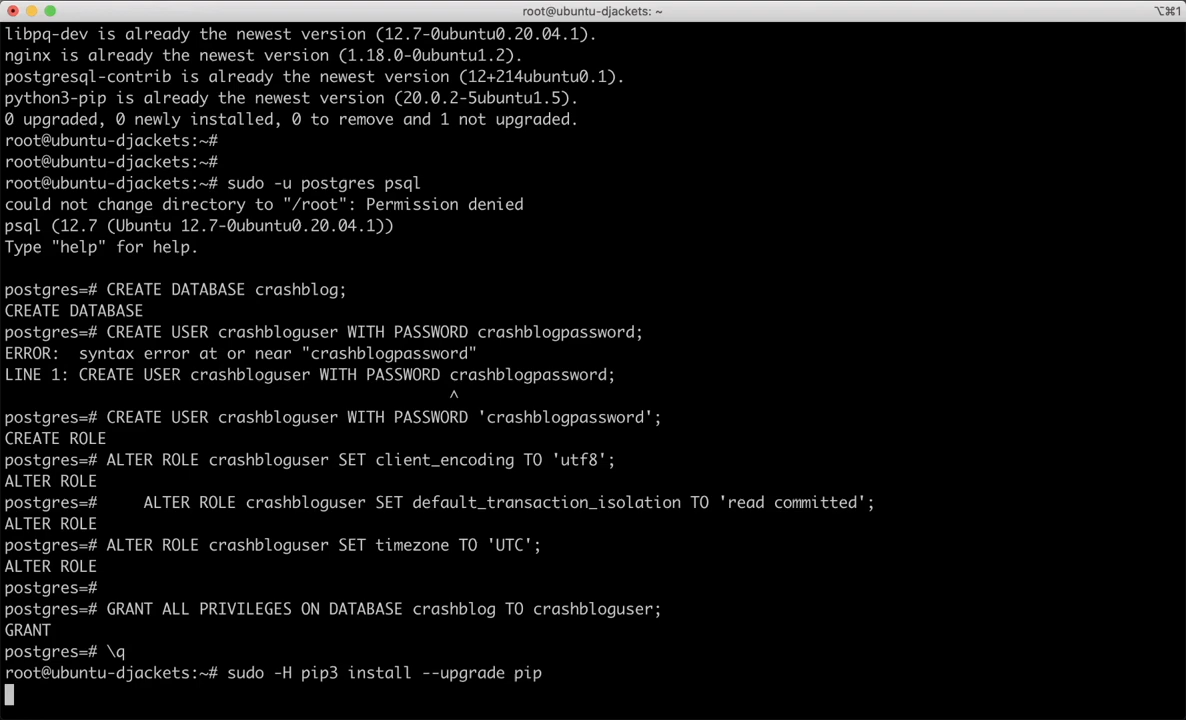 root@ubuntu-djackets: ~
⌥⌘1
libpq-dev is already the newest version (12.7-0ubuntu0.20.04.1).
nginx is already the newest version (1.18.0-0ubuntu1.2).
postgresql-contrib is already the newest version (12+214ubuntu0.1).
python3-pip is already the newest version (20.0.2-5ubuntu1.5).
0 upgraded, 0 newly installed, 0 to remove and 1 not upgraded.
root@ubuntu-djackets:~#
root@ubuntu-djackets:~#
root@ubuntu-djackets:~# sudo -u postgres psql
could not change directory to "/root": Permission denied
psql (12.7 (Ubuntu 12.7-0ubuntu0.20.04.1))
Type "help" for help.
postgres=# CREATE DATABASE crashblog;
CREATE DATABASE
postgres=# CREATE USER crashbloguser WITH PASSWORD crashblogpassword;
ERROR:  syntax error at or near "crashblogpassword"
LINE 1: CREATE USER crashbloguser WITH PASSWORD crashblogpassword;
^
postgres=# CREATE USER crashbloguser WITH PASSWORD 'crashblogpassword';
CREATE ROLE
postgres=# ALTER ROLE crashbloguser SET client_encoding TO 'utf8';
ALTER ROLE
postgres=#     ALTER ROLE crashbloguser SET default_transaction_isolation TO 'read committed';
ALTER ROLE
postgres=# ALTER ROLE crashbloguser SET timezone TO 'UTC';
ALTER ROLE
postgres=#
postgres=# GRANT ALL PRIVILEGES ON DATABASE crashblog TO crashbloguser;
GRANT
postgres=# \q
root@ubuntu-djackets:~# sudo -H pip3 install --upgrade pip